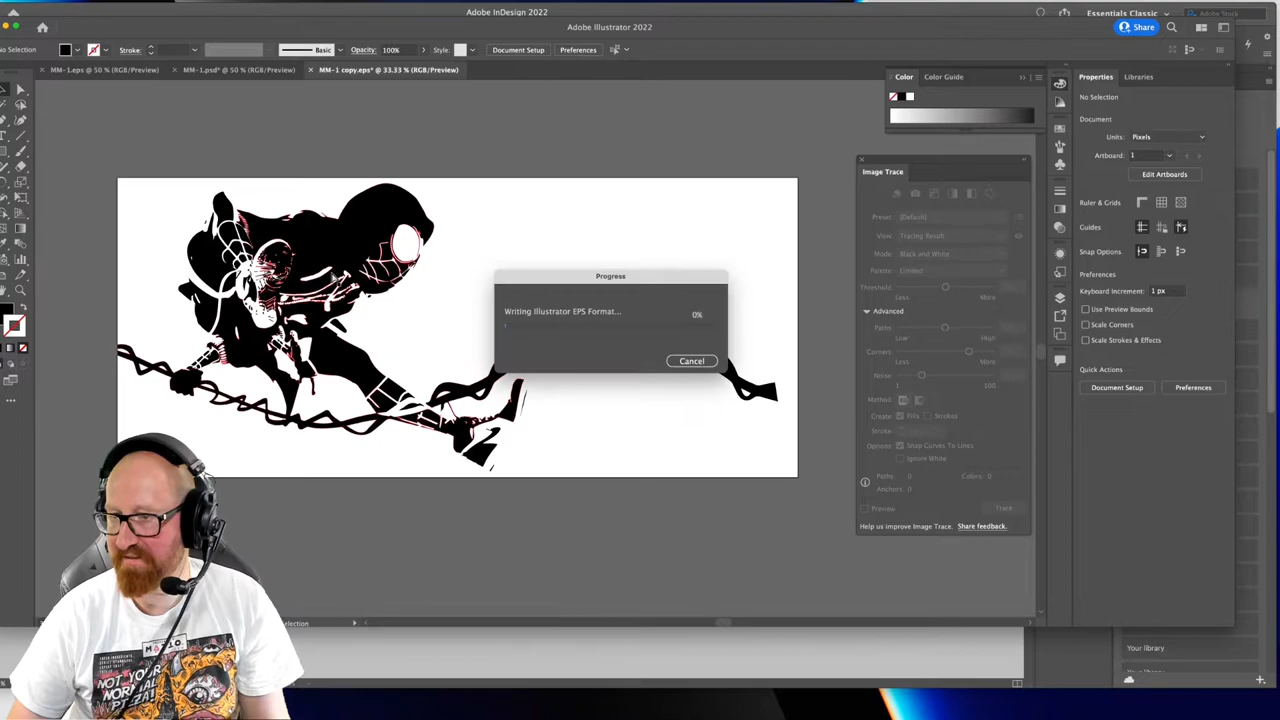 Adobe InDesign 2022
Essentials Classic
Adobe Stock
Adobe Illustrator 2022
Share
No Selection
Stroke:
Basic
Opacity: 100%
Style:
Document Setup
Preferences
MM-1.eps @ 50 % (RGB/Preview)
MM-1.psd* @ 50 % (RGB/Preview)
MM-1 copy.eps* @ 33.33 % (RGB/Preview)
Color
Color Guide
Properties
Libraries
No Selection
Document
Units: Pixels
Artboard: 1
Edit Artboards
Ruler & Grids
Guides
Snap Options
Preferences
Keyboard Increment: 1 px
Use Preview Bounds
Scale Corners
Scale Strokes & Effects
Quick Actions
Document Setup
Preferences
Image Trace
Preset: [Default]
View: Tracing Result
Mode: Black and White
Palette: Limited
Threshold:
Less More
Advanced
Paths:
Low High
Corners:
Less More
Noise:
1 100
Method:
Create: Fills Strokes
Stroke:
Options: Snap Curves To Lines
Ignore White
Paths: 0 Colors: 0
Anchors: 0
Preview
Trace
Help us improve Image Trace. Share feedback.
Progress
Writing Illustrator EPS Format...
0%
Cancel
Selection
Your library
NOT YOUR
NORMAL
PIZZA